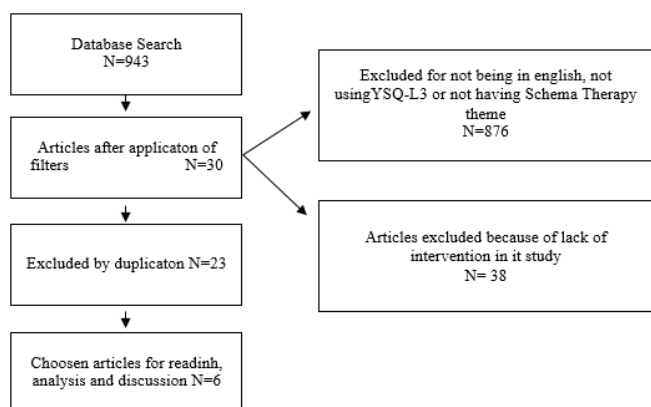 Database Search
N=943
Excluded for not being in english, not
usingYSQ-L3 or not having Schema Therapy
theme
N=876
Articles after applicaton of
filters N=30
Articles excluded because of lack of
intervention in it study
N= 38
Excluded by duplicaton N=23
Choosen articles for readinh,
analysis and discussion N=6